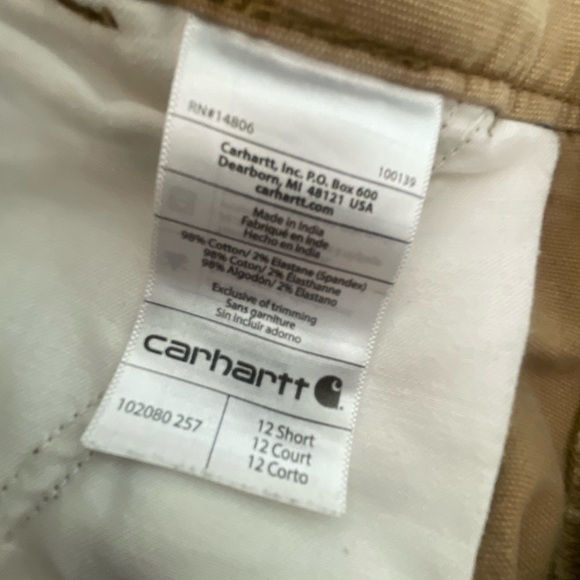 RN#14806
100139
Carhartt, Inc. P.O. Box 600
Dearborn, MI 48121 USA
carhartt.com
Made in India
Fabriqué en Inde
Hecho en India
98% Cotton/ 2% Elastane (Spandex)
98% Coton/ 2% Élasthanne
98% Algodón/ 2% Elastano
Exclusive of trimming
Sans garniture
Sin incluir adorno
carhartt
102080 257
12 Short
12 Court
12 Corto